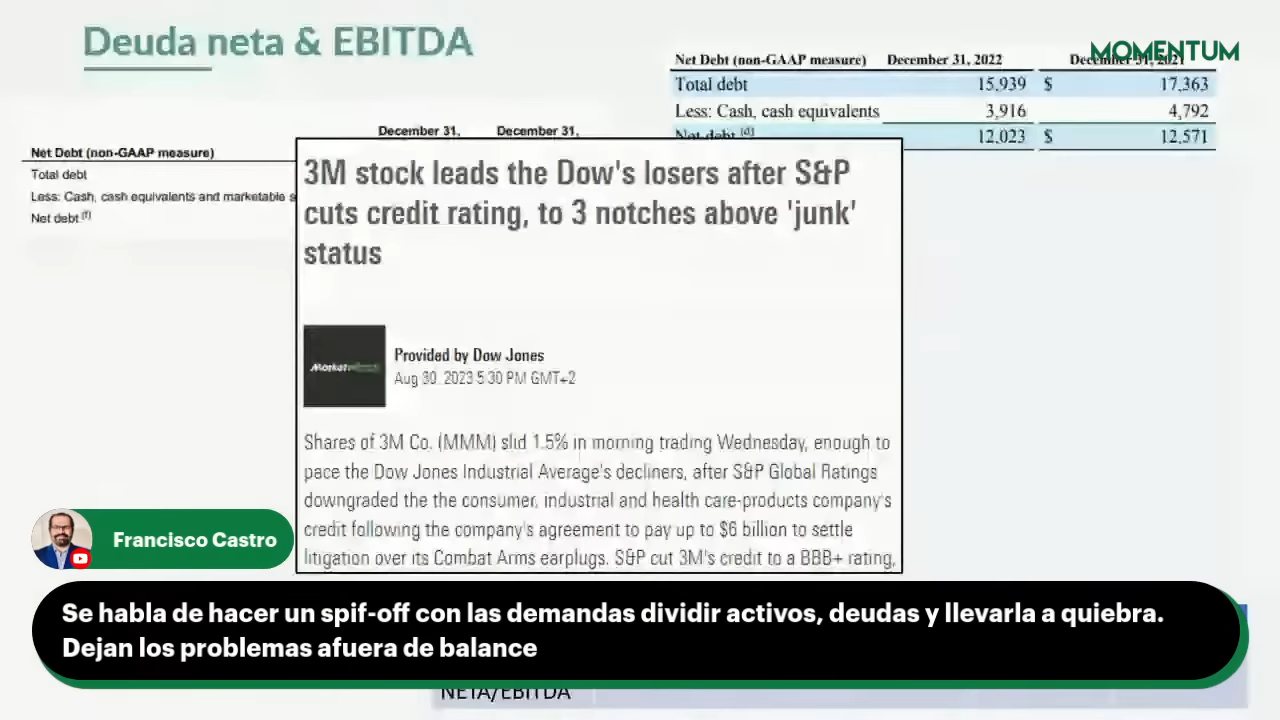 Deuda neta & EBITDA
MOMENTUM
Net Debt (non-GAAP measure) December 31, 2022 December 31, 2021
Total debt 15,939 $ 17,363
Less: Cash, cash equivalents 3,916 4,792
Net debt (d) 12,023 $ 12,571
December 31, December 31,
Net Debt (non-GAAP measure)
Total debt
Less: Cash, cash equivalents and marketable s
Net debt (f)
3M stock leads the Dow's losers after S&P
cuts credit rating, to 3 notches above 'junk'
status
MarketWatch
Provided by Dow Jones
Aug 30, 2023 5:30 PM GMT+2
Shares of 3M Co. (MMM) slid 1.5% in morning trading Wednesday, enough to
pace the Dow Jones Industrial Average's decliners, after S&P Global Ratings
downgraded the the consumer, industrial and health care-products company's
credit following the company's agreement to pay up to $6 billion to settle
litigation over its Combat Arms earplugs. S&P cut 3M's credit to a BBB+ rating,
Francisco Castro
Se habla de hacer un spif-off con las demandas dividir activos, deudas y llevarla a quiebra.
Dejan los problemas afuera de balance
NETA/EBITDA